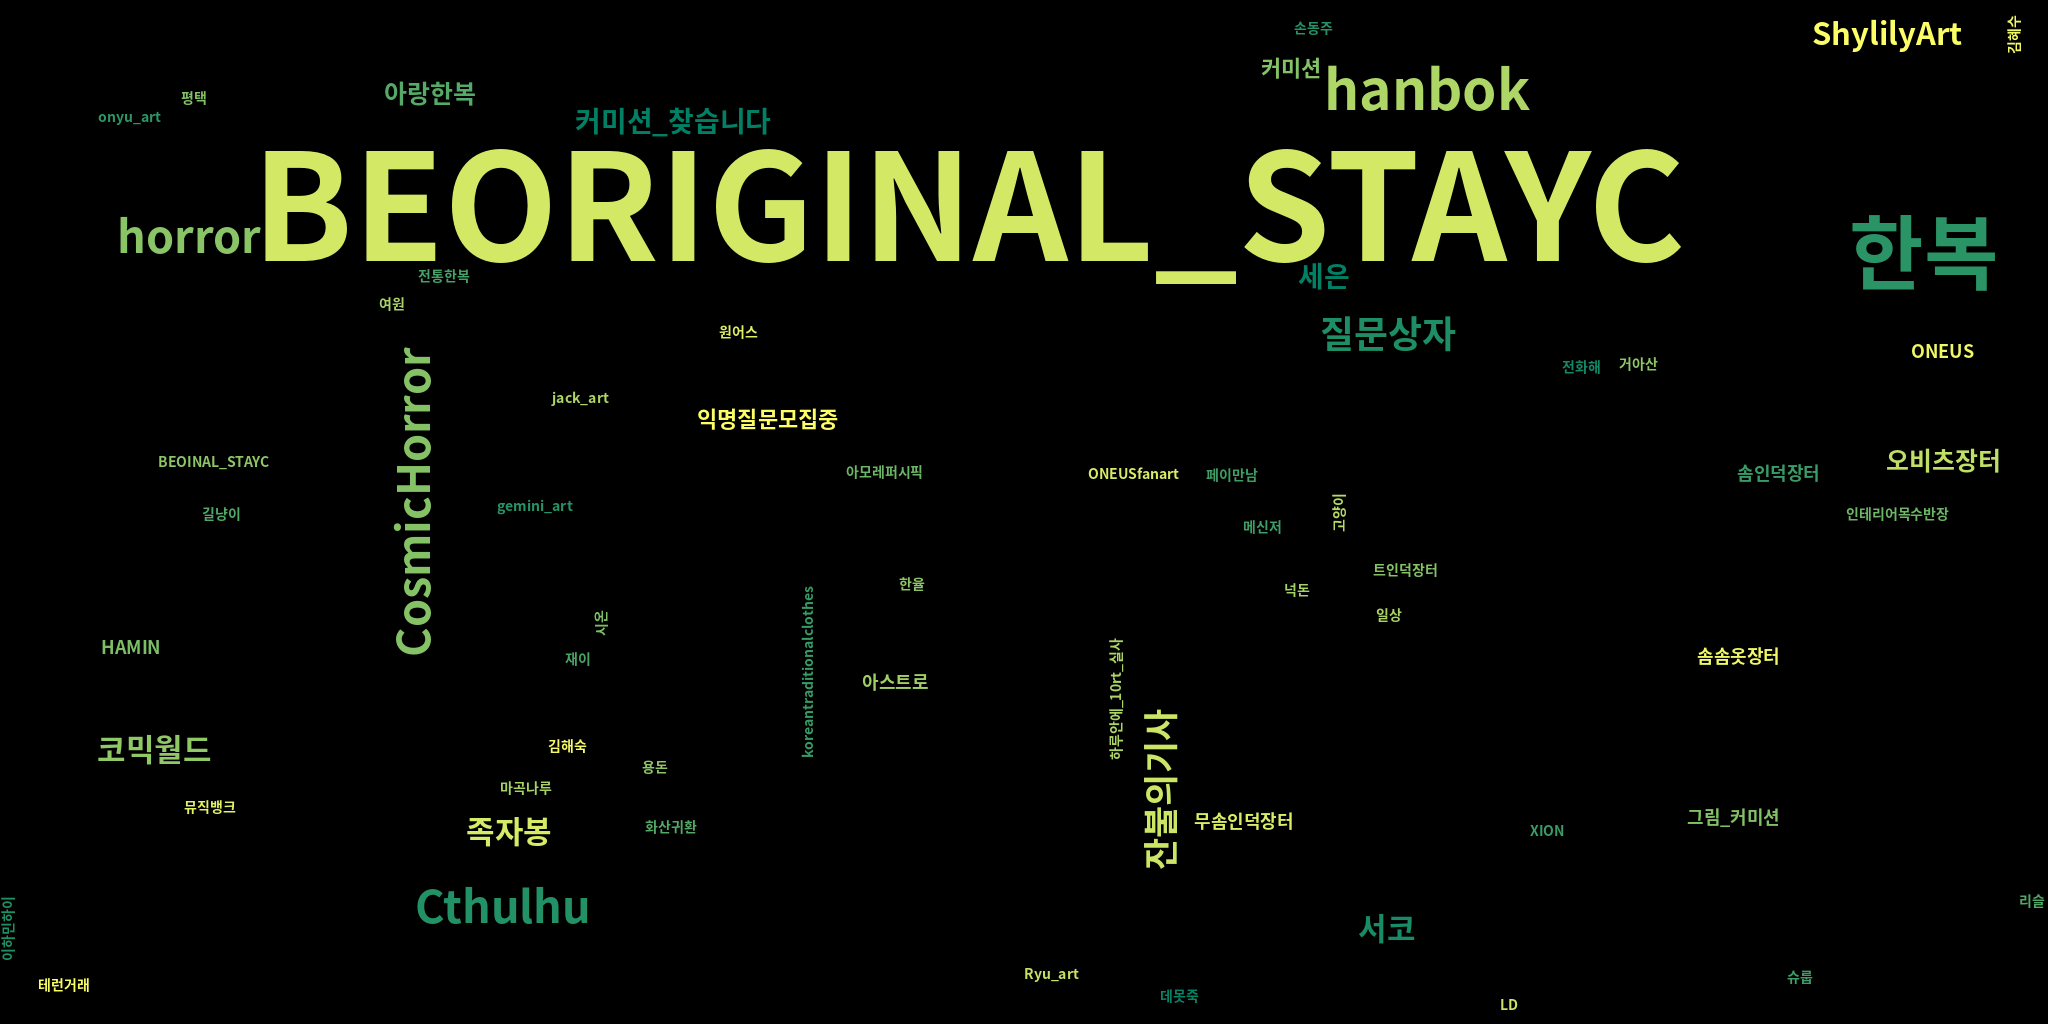 손동주
ShylilyArt
김혜수
커미션
hanbok
아랑한복
평택
onyu_art
커미션_찾습니다
BEORIGINAL_STAYC
horror
한복
전통한복
세은
여원
원어스
질문상자
ONEUS
전화해
거아산
CosmicHorror
jack_art
익명질문모집중
BEOINAL_STAYC
아모레퍼시픽
ONEUSfanart
페이만남
솜인덕장터
오비츠장터
gemini_art
길냥이
고양이
메신저
인테리어목수반장
트인덕장터
한율
넉돈
일상
시온
koreantraditionalclothes
HAMIN
재이
아스트로
하루안에_10rt_실사
솜솜옷장터
코믹월드
김해숙
용돈
잔불의기사
마곡나루
뮤직뱅크
족자봉
화산귀환
무솜인덕장터
XION
그림_커미션
Cthulhu
서코
리슬
이하민하이
테런거래
Ryu_art
데못죽
LD
슈룹